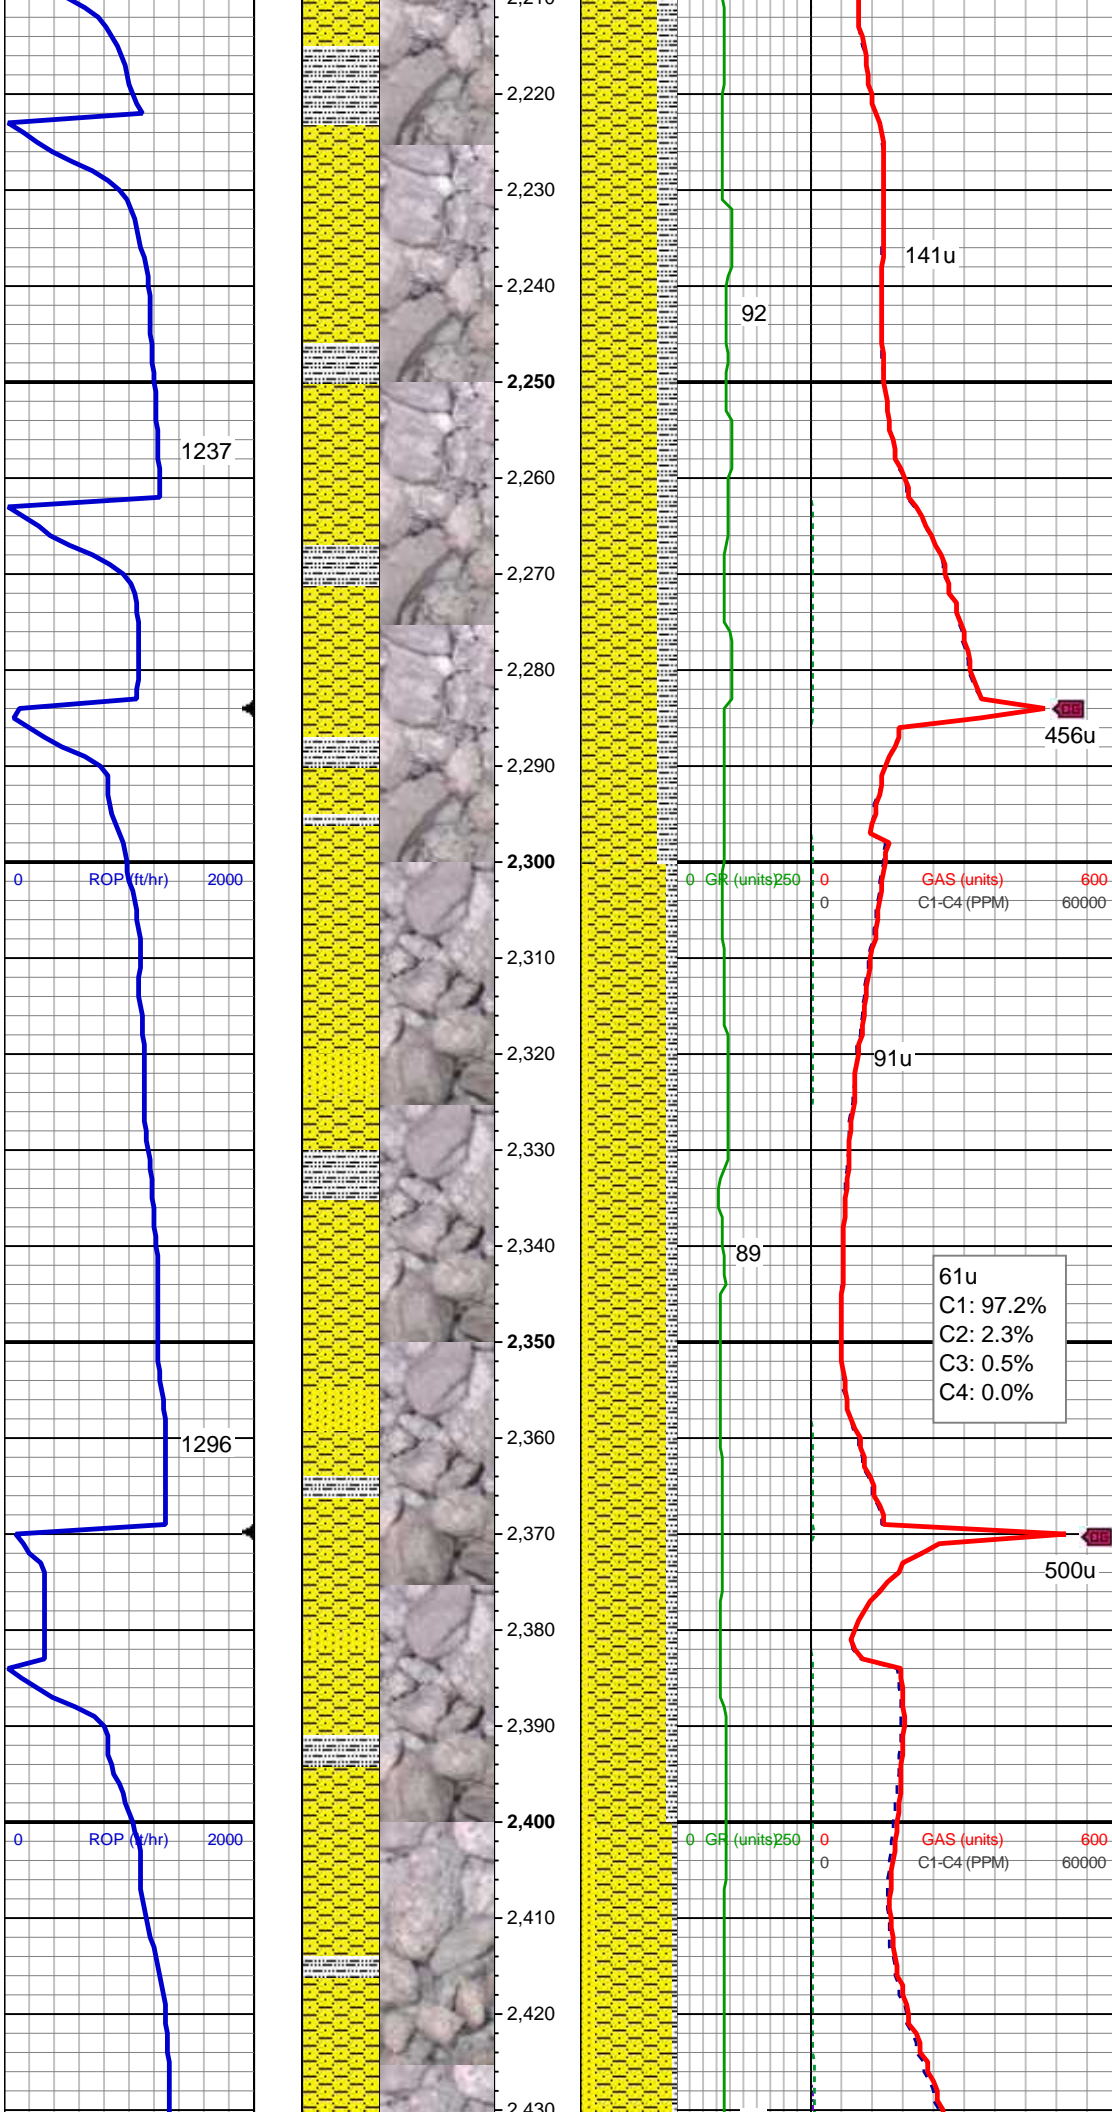 2,210
2,220
2,230
141u
2,240
92
2,250
1237
2,260
2,270
2,280
456u
2,290
2,300
0 ROP (ft/hr) 2000
0 GR (units) 250
0 GAS (units) 600
0 C1-C4 (PPM) 60000
2,310
2,320
91u
2,330
2,340
89
61u
C1: 97.2%
C2: 2.3%
C3: 0.5%
C4: 0.0%
2,350
2,360
1296
2,370
500u
2,380
2,390
2,400
0 ROP (ft/hr) 2000
0 GR (units) 250
0 GAS (units) 600
0 C1-C4 (PPM) 60000
2,410
2,420
2,430